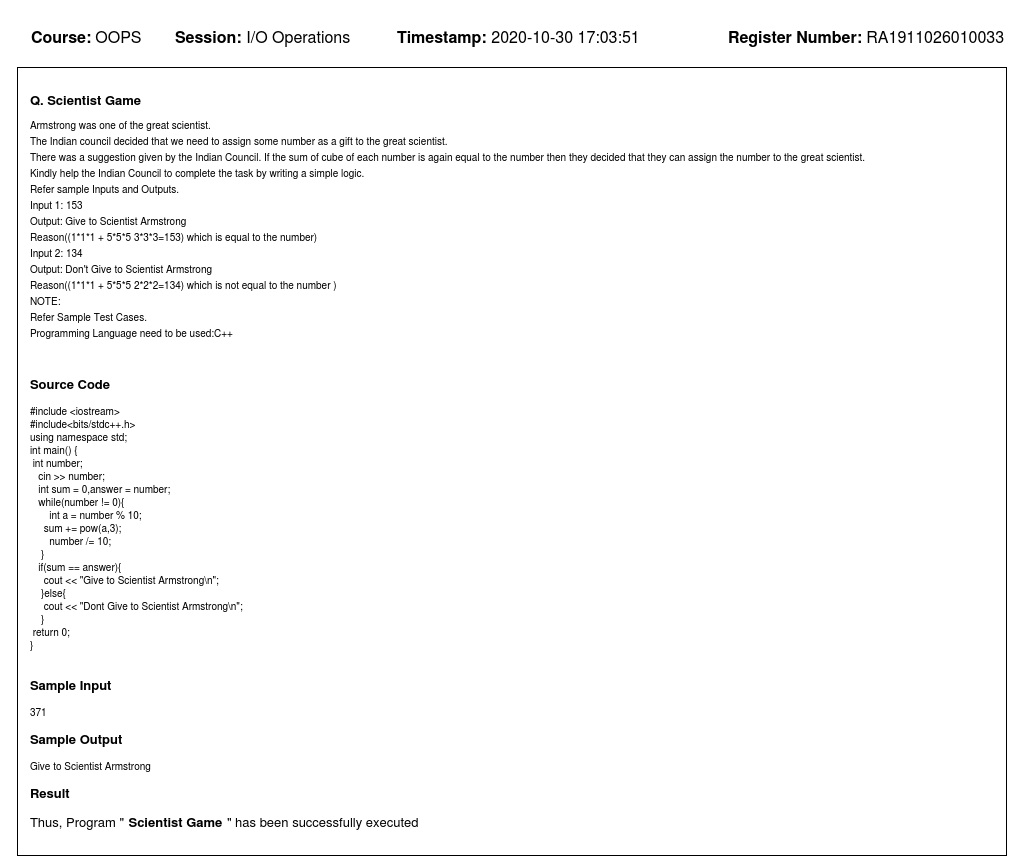 Course: OOPS Session: I/O Operations Timestamp: 2020-10-30 17:03:51 Register Number: RA1911026010033
Q. Scientist Game
Armstrong was one of the great scientist.
The Indian council decided that we need to assign some number as a gift to the great scientist.
There was a suggestion given by the Indian Council. If the sum of cube of each number is again equal to the number then they decided that they can assign the number to the great scientist.
Kindly help the Indian Council to complete the task by writing a simple logic.
Refer sample Inputs and Outputs.
Input 1: 153
Output: Give to Scientist Armstrong
Reason((1*1*1 + 5*5*5 3*3*3=153) which is equal to the number)
Input 2: 134
Output: Don't Give to Scientist Armstrong
Reason((1*1*1 + 5*5*5 2*2*2=134) which is not equal to the number )
NOTE:
Refer Sample Test Cases.
Programming Language need to be used:C++
Source Code
#include <iostream>
#include<bits/stdc++.h>
using namespace std;
int main() {
int number;
cin >> number;
int sum = 0,answer = number;
while(number != 0){
int a = number % 10;
sum += pow(a,3);
number /= 10;
}
if(sum == answer){
cout << "Give to Scientist Armstrong\n";
}else{
cout << "Dont Give to Scientist Armstrong\n";
}
return 0;
}
Sample Input
371
Sample Output
Give to Scientist Armstrong
Result
Thus, Program " Scientist Game " has been successfully executed